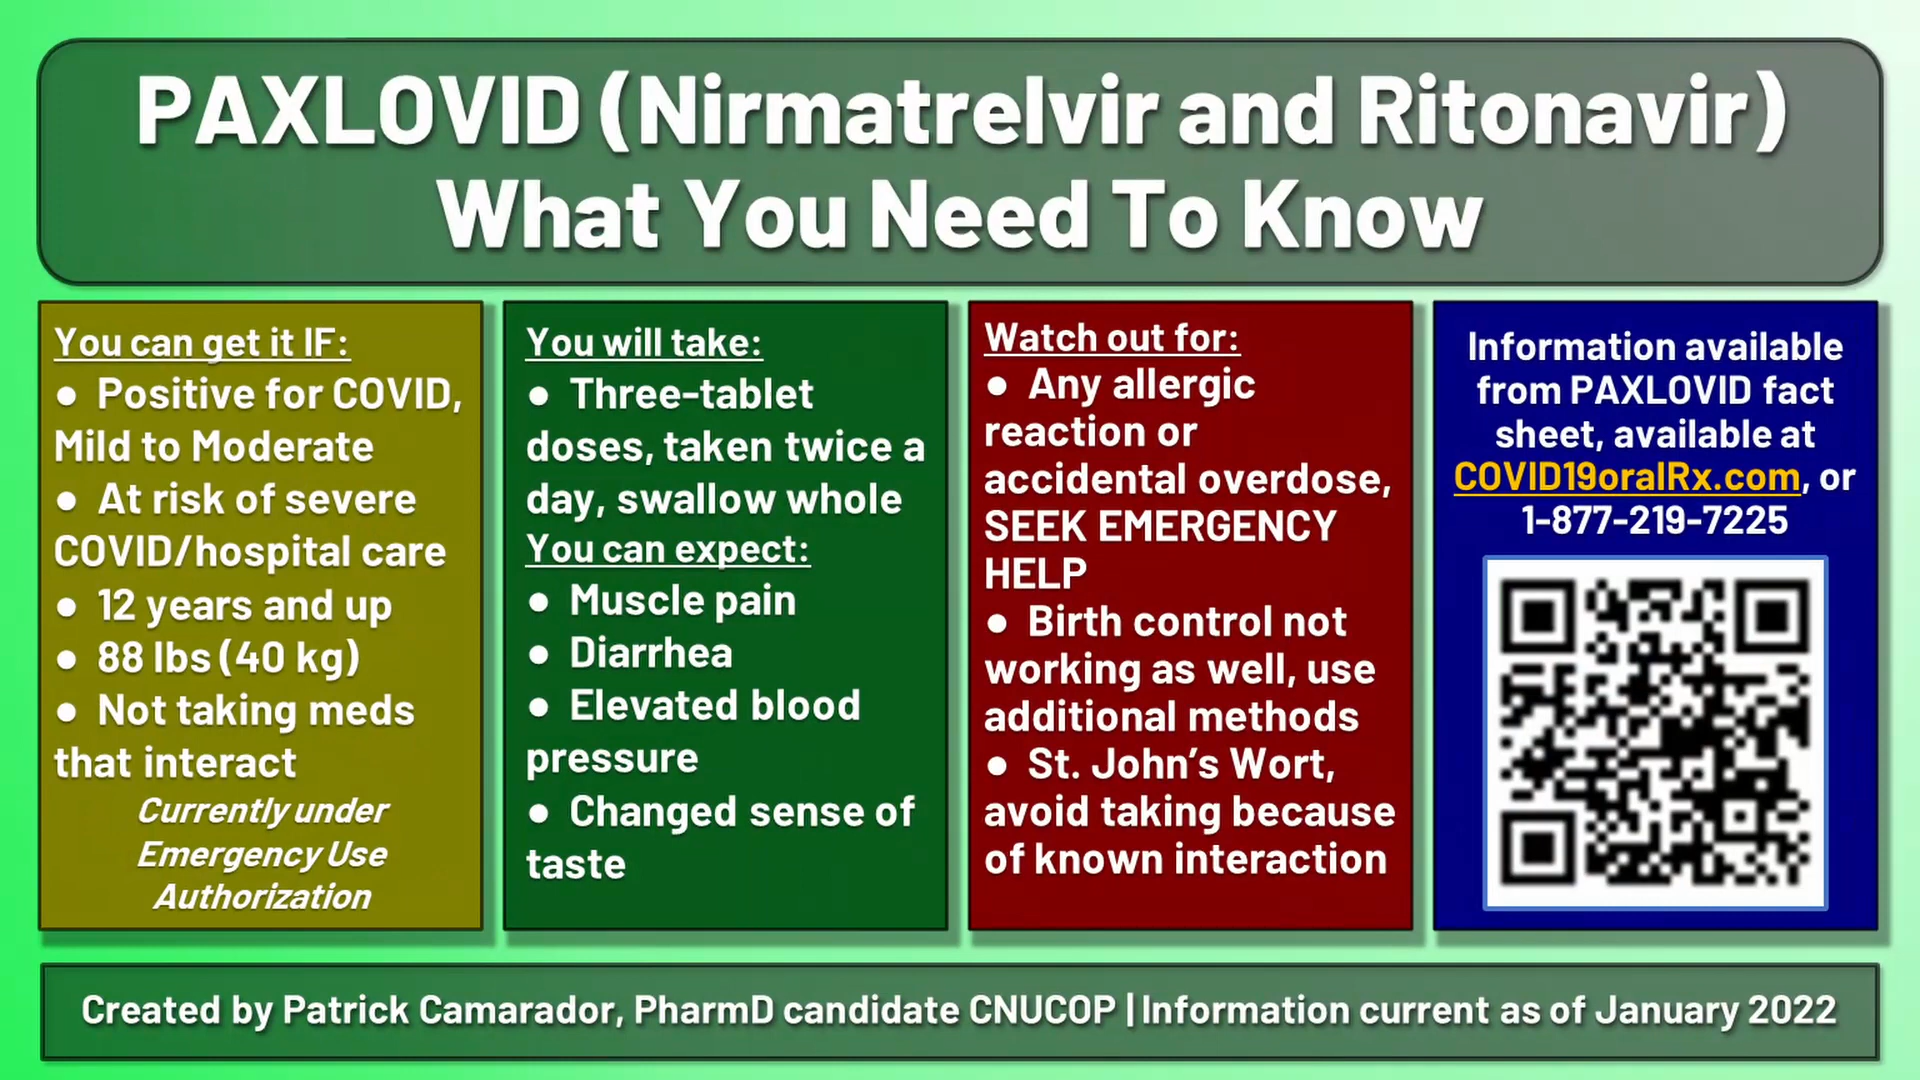 PAXLOVID (Nirmatrelvir and Ritonavir)
What You Need To Know
You can get it IF:
● Positive for COVID,
Mild to Moderate
● At risk of severe
COVID/hospital care
● 12 years and up
● 88 lbs (40 kg)
● Not taking meds
that interact
Currently under
Emergency Use
Authorization
You will take:
● Three-tablet
doses, taken twice a
day, swallow whole
You can expect:
● Muscle pain
● Diarrhea
● Elevated blood
pressure
● Changed sense of
taste
Watch out for:
● Any allergic
reaction or
accidental overdose,
SEEK EMERGENCY
HELP
● Birth control not
working as well, use
additional methods
● St. John’s Wort,
avoid taking because
of known interaction
Information available
from PAXLOVID fact
sheet, available at
COVID19oralRx.com, or
1-877-219-7225
Created by Patrick Camarador, PharmD candidate CNUCOP | Information current as of January 2022